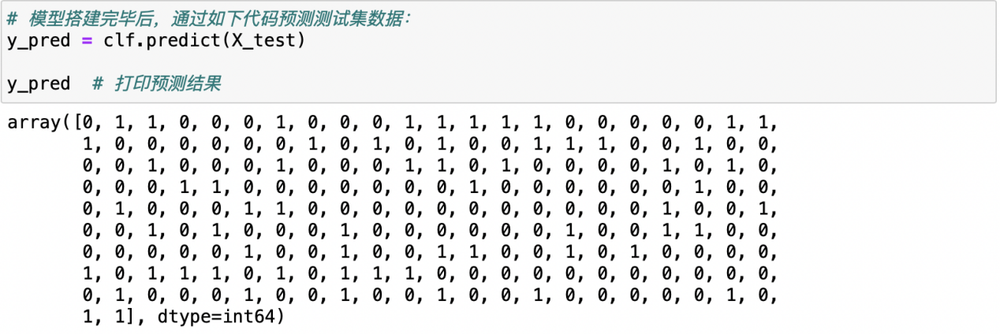 # 模型搭建完毕后，通过如下代码预测测试集数据：
y_pred = clf.predict(X_test)
y_pred  # 打印预测结果
array([0, 1, 1, 0, 0, 0, 1, 0, 0, 0, 1, 1, 1, 1, 1, 0, 0, 0, 0, 0, 1, 1,
1, 0, 0, 0, 0, 0, 0, 1, 0, 1, 0, 1, 0, 0, 1, 1, 1, 0, 0, 1, 0, 0,
0, 0, 1, 0, 0, 0, 1, 0, 0, 0, 1, 1, 0, 1, 0, 0, 0, 0, 1, 0, 1, 0,
0, 0, 0, 1, 1, 0, 0, 0, 0, 0, 0, 0, 1, 0, 0, 0, 0, 0, 0, 1, 0, 0,
0, 1, 0, 0, 0, 1, 1, 0, 0, 0, 0, 0, 0, 0, 0, 0, 0, 0, 1, 0, 0, 1,
0, 0, 1, 0, 1, 0, 0, 0, 1, 0, 0, 0, 0, 0, 0, 1, 0, 0, 1, 1, 0, 0,
0, 0, 0, 0, 0, 1, 0, 0, 1, 0, 0, 1, 1, 0, 0, 1, 0, 1, 0, 0, 0, 0,
1, 0, 1, 1, 1, 0, 1, 0, 1, 1, 1, 0, 0, 0, 0, 0, 0, 0, 0, 0, 0, 0,
0, 1, 0, 0, 0, 1, 0, 0, 1, 0, 0, 1, 0, 0, 1, 0, 0, 0, 0, 0, 1, 0,
1, 1], dtype=int64)